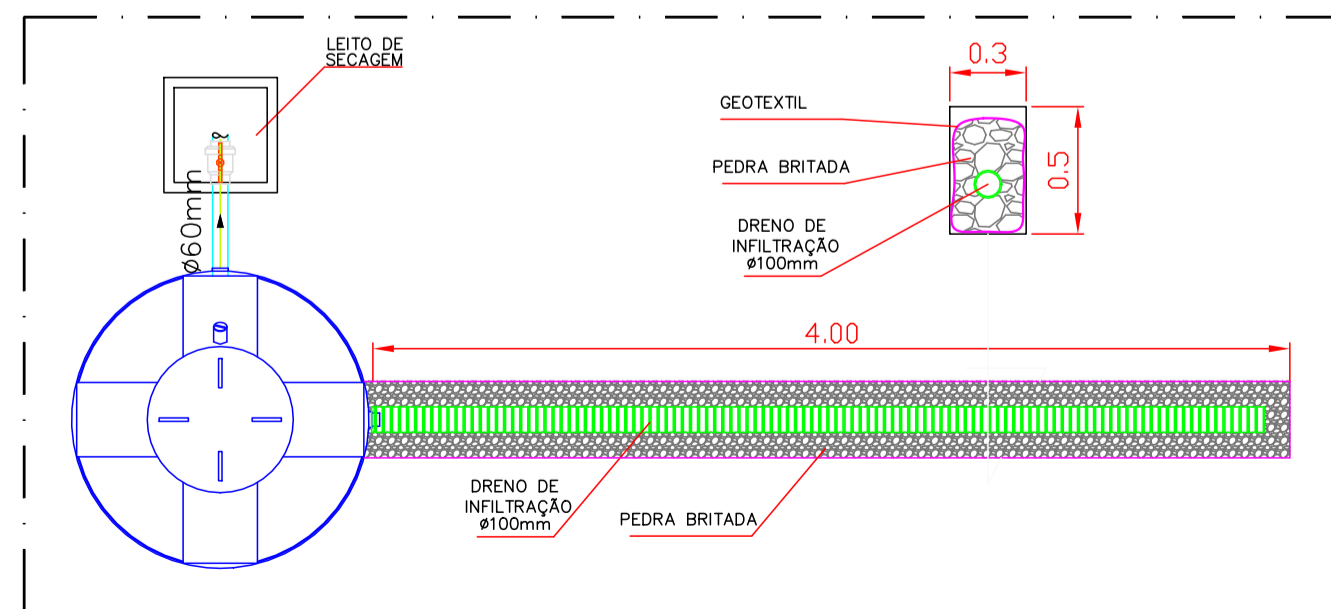 LEITO DE
SECAGEM
0.3
GEOTEXTIL
PEDRA BRITADA
0.5
DRENO DE
INFILTRAÇÃO
ø100mm
ø60mm
4.00
DRENO DE
INFILTRAÇÃO
ø100mm
PEDRA BRITADA